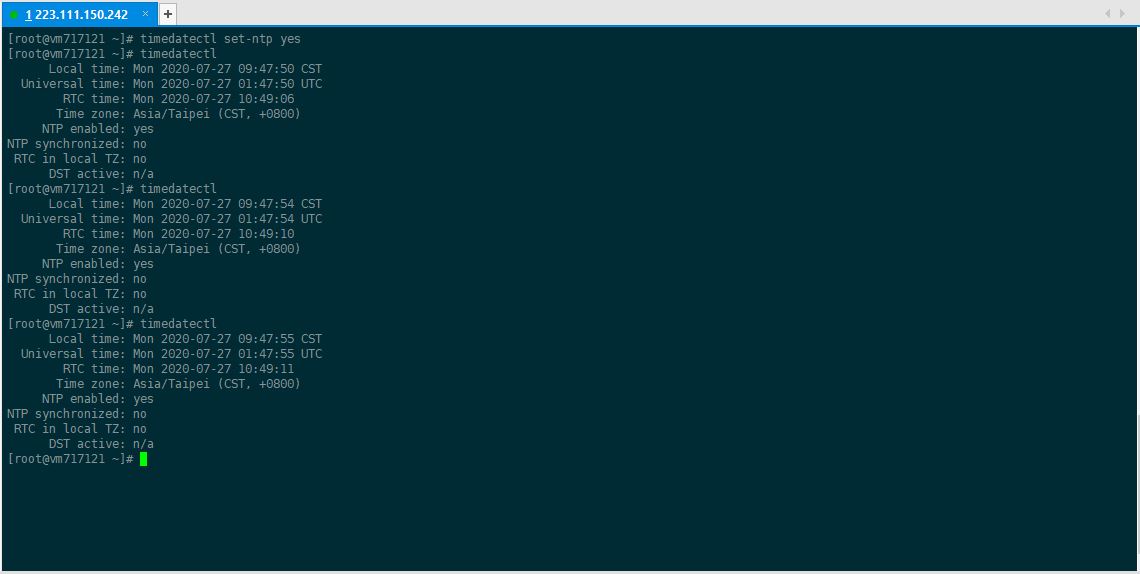 1 223.111.150.242 × +
[root@vm717121 ~]# timedatectl set-ntp yes
[root@vm717121 ~]# timedatectl
Local time: Mon 2020-07-27 09:47:50 CST
Universal time: Mon 2020-07-27 01:47:50 UTC
RTC time: Mon 2020-07-27 10:49:06
Time zone: Asia/Taipei (CST, +0800)
NTP enabled: yes
NTP synchronized: no
RTC in local TZ: no
DST active: n/a
[root@vm717121 ~]# timedatectl
Local time: Mon 2020-07-27 09:47:54 CST
Universal time: Mon 2020-07-27 01:47:54 UTC
RTC time: Mon 2020-07-27 10:49:10
Time zone: Asia/Taipei (CST, +0800)
NTP enabled: yes
NTP synchronized: no
RTC in local TZ: no
DST active: n/a
[root@vm717121 ~]# timedatectl
Local time: Mon 2020-07-27 09:47:55 CST
Universal time: Mon 2020-07-27 01:47:55 UTC
RTC time: Mon 2020-07-27 10:49:11
Time zone: Asia/Taipei (CST, +0800)
NTP enabled: yes
NTP synchronized: no
RTC in local TZ: no
DST active: n/a
[root@vm717121 ~]#